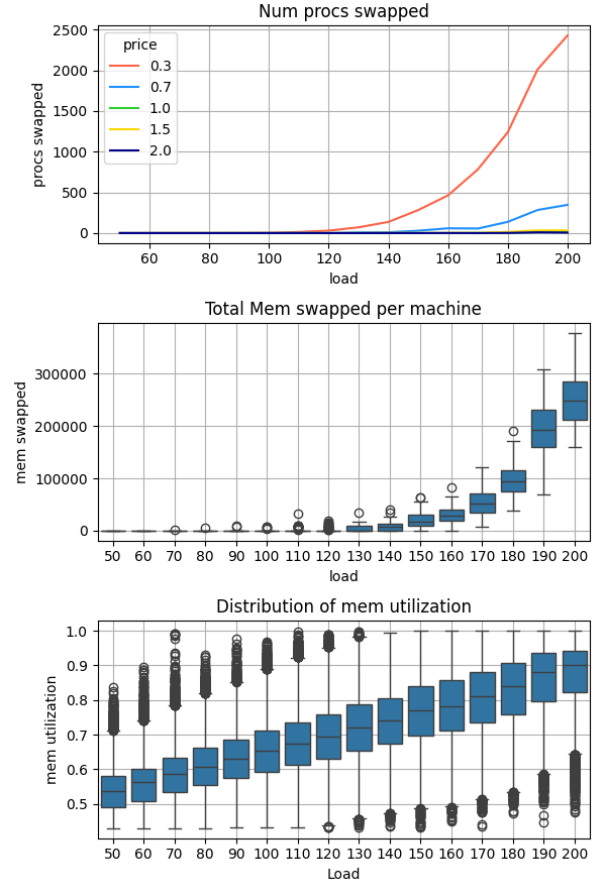 Num procs swapped
2500
2000
1500
1000
500
0
procs swapped
price
0.3
0.7
1.0
1.5
2.0
60 80 100 120 140 160 180 200
load
Total Mem swapped per machine
300000
200000
100000
0
mem swapped
50 60 70 80 90 100 110 120 130 140 150 160 170 180 190 200
load
Distribution of mem utilization
1.0
0.9
0.8
0.7
0.6
0.5
mem utilization
50 60 70 80 90 100 110 120 130 140 150 160 170 180 190 200
Load